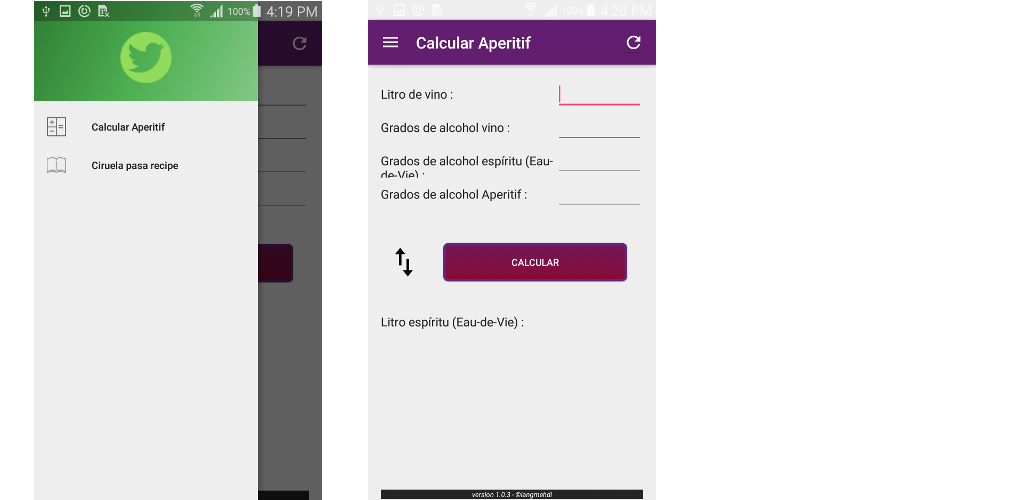 100% 4:19 PM
Calcular Aperitif
Ciruela pasa recipe
100% 4:20 PM
Calcular Aperitif
Litro de vino :
Grados de alcohol vino :
Grados de alcohol espíritu (Eau-
de-Vie) :
Grados de alcohol Aperitif :
CALCULAR
Litro espíritu (Eau-de-Vie) :
version 1.0.3 - ©lengmehdi